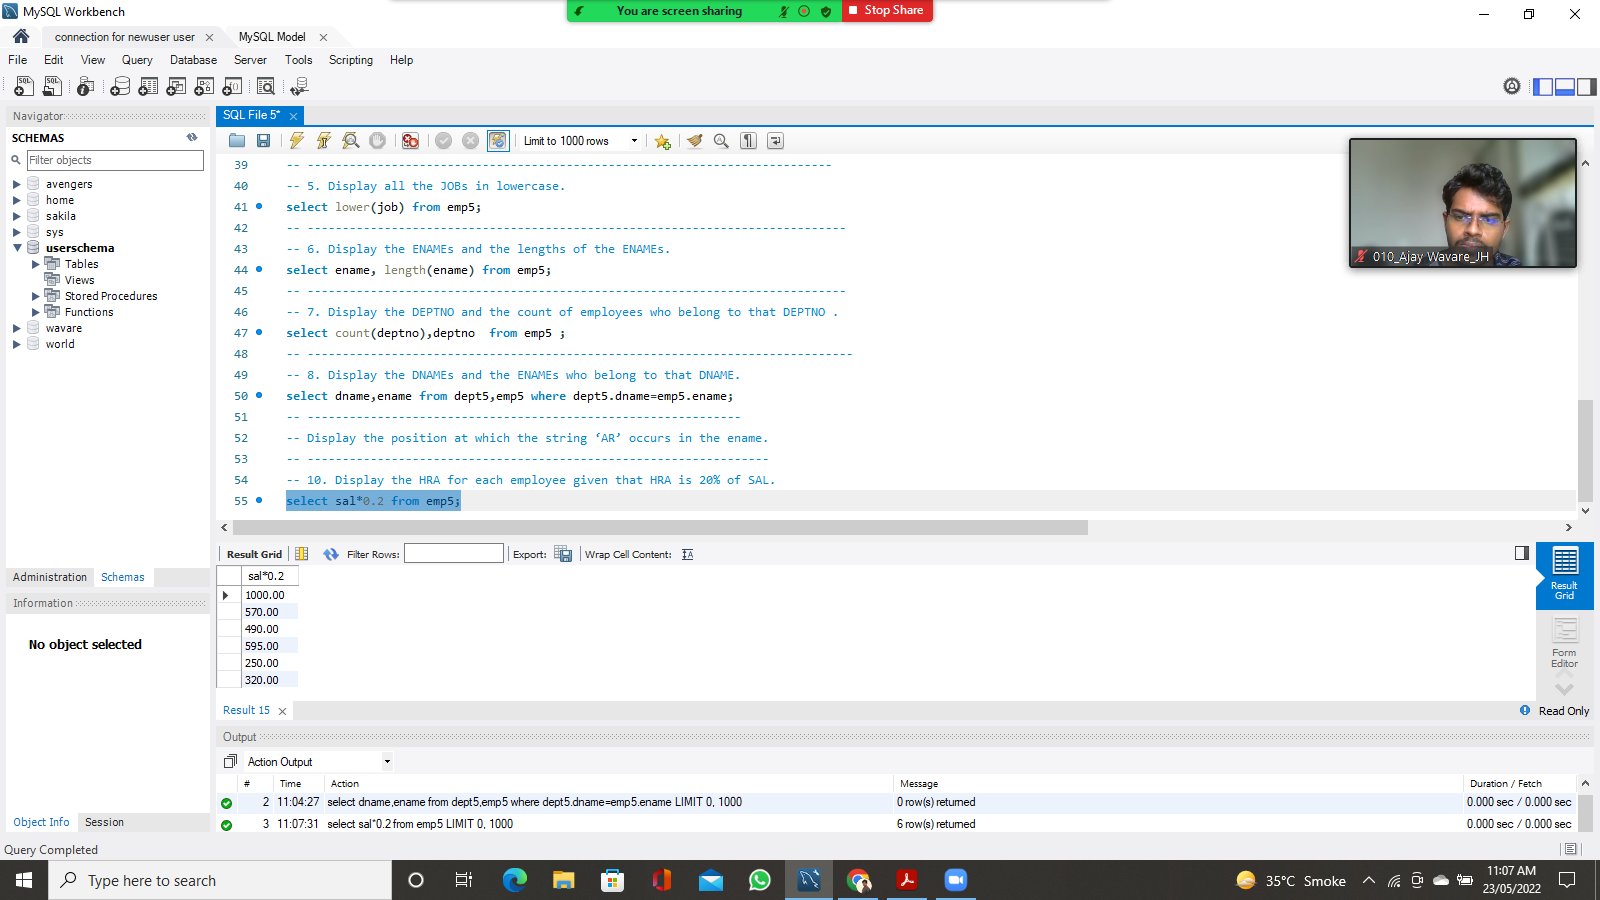 MySQL Workbench
You are screen sharing
Stop Share
connection for newuser user
MySQL Model
File Edit View Query Database Server Tools Scripting Help
Navigator
SCHEMAS
Filter objects
avengers
home
sakila
sys
userschema
Tables
Views
Stored Procedures
Functions
wavare
world
Administration Schemas
Information
No object selected
Object Info Session
Query Completed
SQL File 5*
Limit to 1000 rows
39 -- ---------------------------------------------------------------------------
40 -- 5. Display all the JOBs in lowercase.
41 select lower(job) from emp5;
42 -- -----------------------------------------------------------------------------
43 -- 6. Display the ENAMEs and the lengths of the ENAMEs.
44 select ename, length(ename) from emp5;
45 -- -----------------------------------------------------------------------------
46 -- 7. Display the DEPTNO and the count of employees who belong to that DEPTNO .
47 select count(deptno),deptno  from emp5 ;
48 -- ------------------------------------------------------------------------------
49 -- 8. Display the DNAMEs and the ENAMEs who belong to that DNAME.
50 select dname,ename from dept5,emp5 where dept5.dname=emp5.ename;
51 -- --------------------------------------------------------------
52 -- Display the position at which the string ‘AR’ occurs in the ename.
53 -- ------------------------------------------------------------------
54 -- 10. Display the HRA for each employee given that HRA is 20% of SAL.
55 select sal*0.2 from emp5;
010_Ajay Wavare_JH
Result Grid Filter Rows: Export: Wrap Cell Content:
sal*0.2
1000.00
570.00
490.00
595.00
250.00
320.00
Result Grid
Form Editor
Result 15
Read Only
Output
Action Output
# Time Action Message Duration / Fetch
2 11:04:27 select dname,ename from dept5,emp5 where dept5.dname=emp5.ename LIMIT 0, 1000 0 row(s) returned 0.000 sec / 0.000 sec
3 11:07:31 select sal*0.2 from emp5 LIMIT 0, 1000 6 row(s) returned 0.000 sec / 0.000 sec
Type here to search
35°C Smoke
11:07 AM
23/05/2022